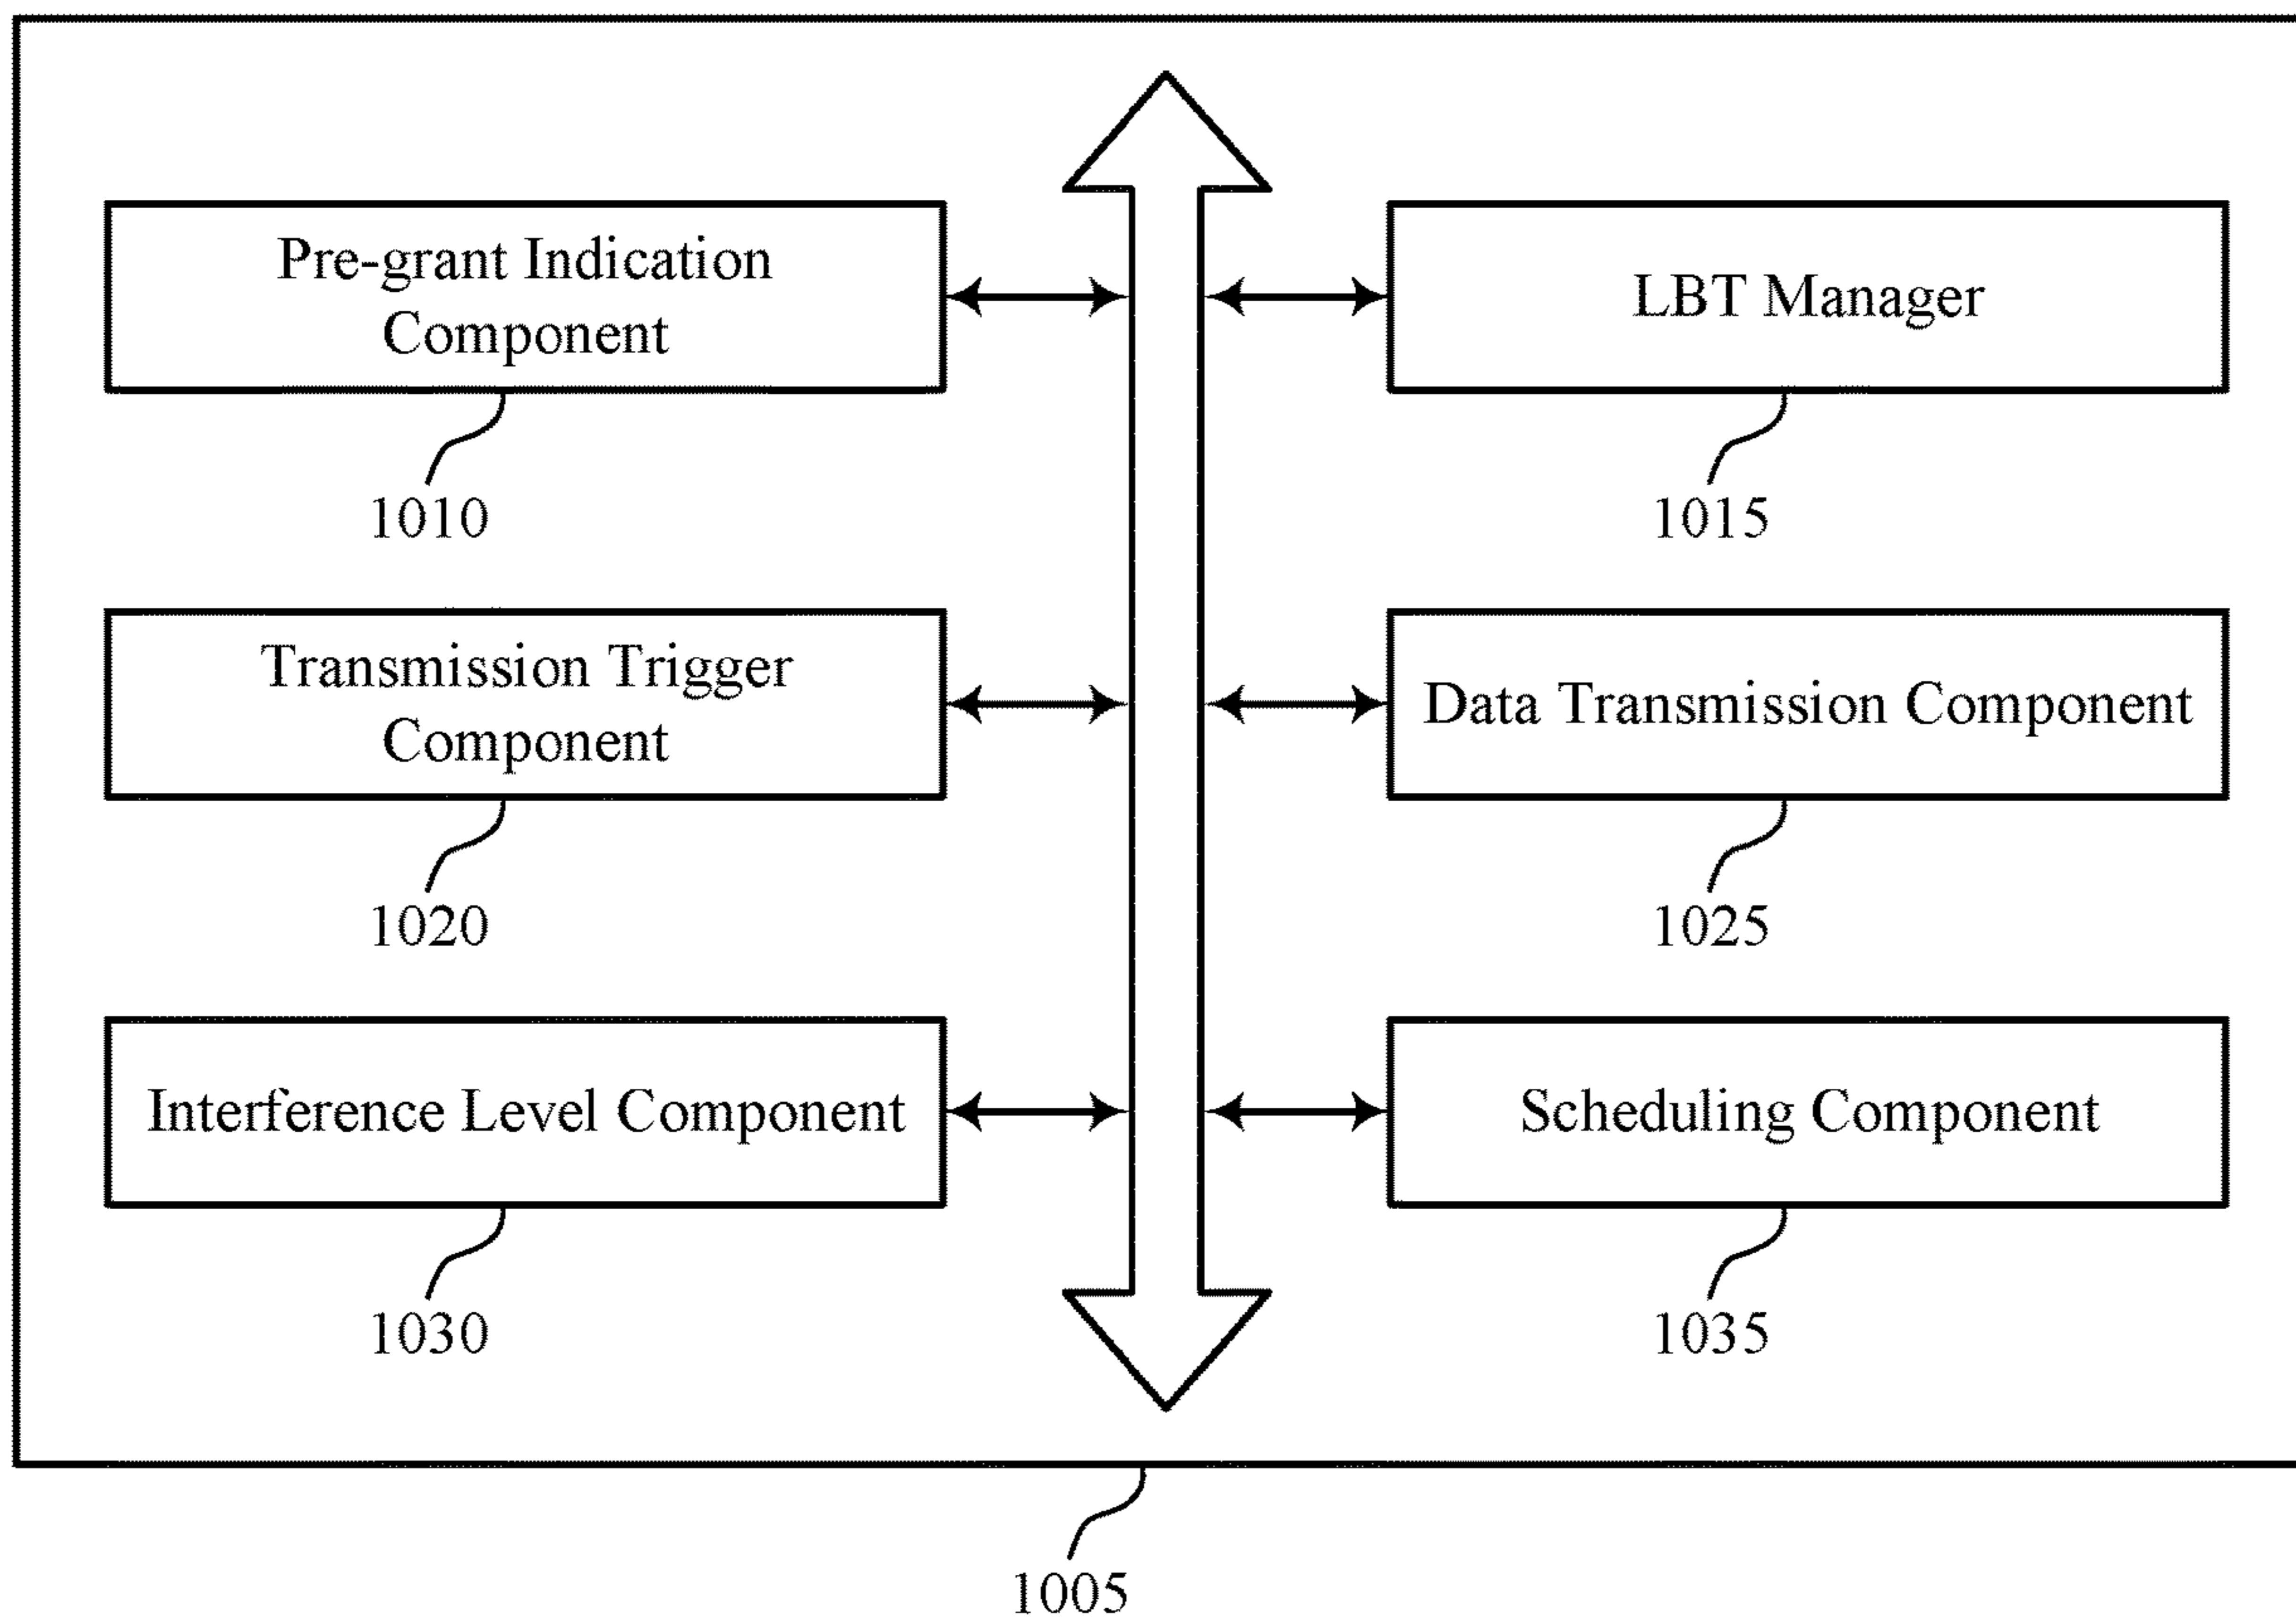 Pre-grant Indication
Component
1010
LBT Manager
1015
Transmission Trigger
Component
1020
Data Transmission Component
1025
Interference Level Component
1030
Scheduling Component
1035
1005